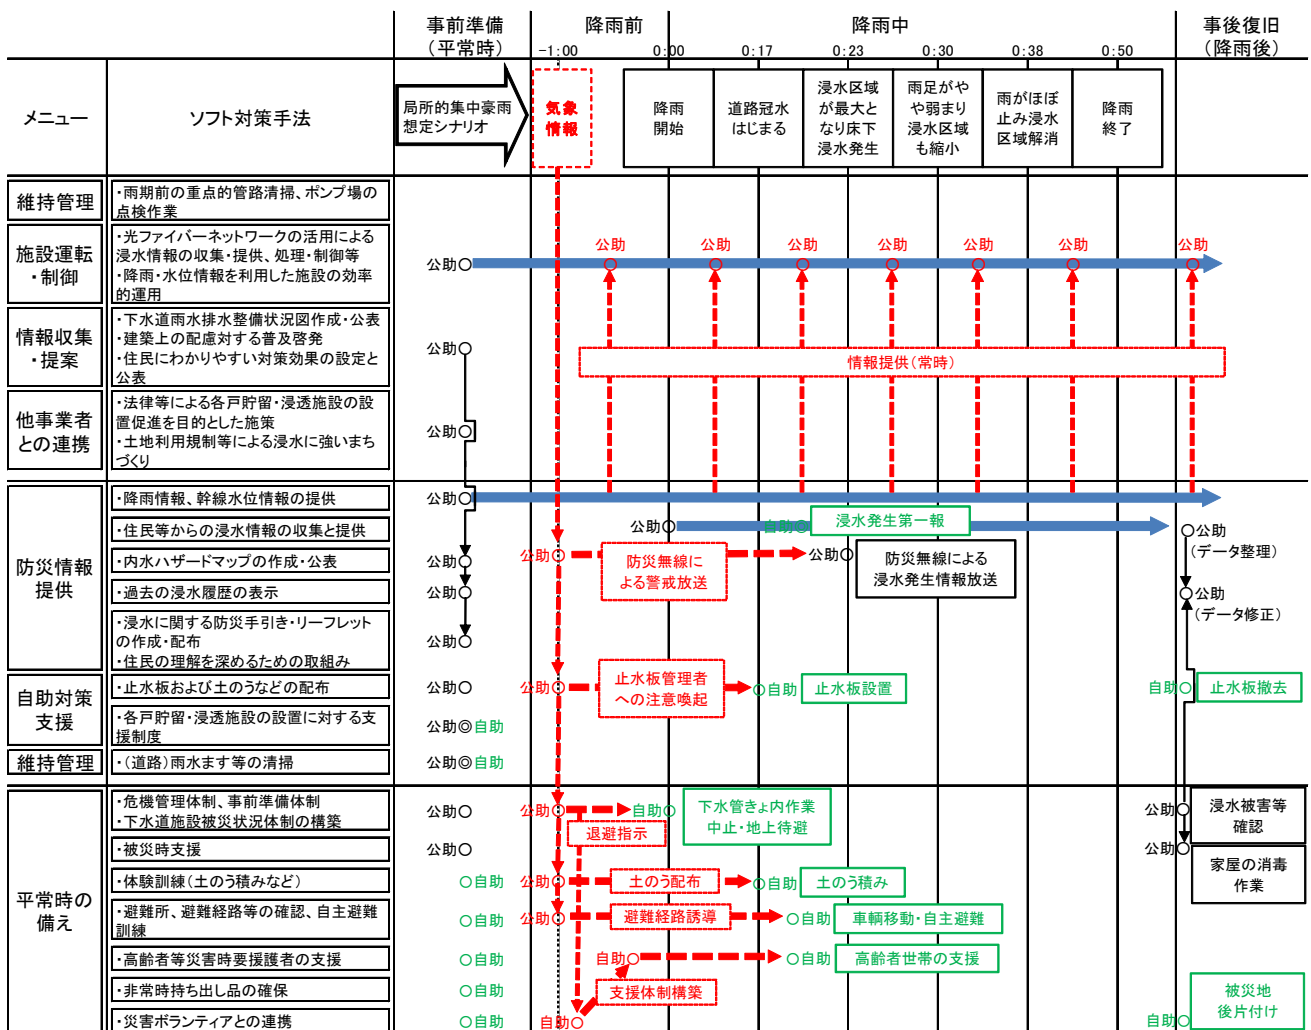 事前準備
（平常時）
降雨前
降雨中
事後復旧
（降雨後）
-1:00
0:00
0:17
0:23
0:30
0:38
0:50
メニュー
ソフト対策手法
局所的集中豪雨
想定シナリオ
気象
情報
降雨
開始
道路冠水
はじまる
浸水区域
が最大と
なり床下
浸水発生
雨足がや
や弱まり
浸水区域
も縮小
雨がほぼ
止み浸水
区域解消
降雨
終了
維持管理
・雨期前の重点的管路清掃、ポンプ場の
点検作業
施設運転
・制御
・光ファイバーネットワークの活用による
浸水情報の収集・提供、処理・制御等
・降雨・水位情報を利用した施設の効率
的運用
公助
公助
公助
公助
公助
公助
公助
公助
情報収集
・提案
・下水道雨水排水整備状況図作成・公表
・建築上の配慮対する普及啓発
・住民にわかりやすい対策効果の設定と
公表
公助
情報提供（常時）
他事業者
との連携
・法律等による各戸貯留・浸透施設の設
置促進を目的とした施策
・土地利用規制等による浸水に強いまち
づくり
公助
防災情報
提供
・降雨情報、幹線水位情報の提供
公助
・住民等からの浸水情報の収集と提供
公助
自助
浸水発生第一報
公助
（データ整理）
・内水ハザードマップの作成・公表
公助
公助
防災無線に
よる警戒放送
公助
防災無線による
浸水発生情報放送
・過去の浸水履歴の表示
公助
公助
（データ修正）
・浸水に関する防災手引き・リーフレット
の作成・配布
・住民の理解を深めるための取組み
公助
自助対策
支援
・止水板および土のうなどの配布
公助
公助
止水板管理者
への注意喚起
自助
止水板設置
自助
止水板撤去
・各戸貯留・浸透施設の設置に対する支
援制度
公助◎自助
維持管理
・（道路）雨水ます等の清掃
公助◎自助
平常時の
備え
・危機管理体制、事前準備体制
・下水道施設被災状況体制の構築
公助
公助
退避指示
自助
下水管きょ内作業
中止・地上待避
公助
浸水被害等
確認
・被災時支援
公助
公助
家屋の消毒
作業
・体験訓練（土のう積みなど）
自助
公助
土のう配布
自助
土のう積み
・避難所、避難経路等の確認、自主避難
訓練
自助
公助
避難経路誘導
自助
車輌移動・自主避難
・高齢者等災害時要援護者の支援
自助
自助
自助
高齢者世帯の支援
・非常時持ち出し品の確保
自助
支援体制構築
被災地
後片付け
・災害ボランティアとの連携
自助
自助
自助